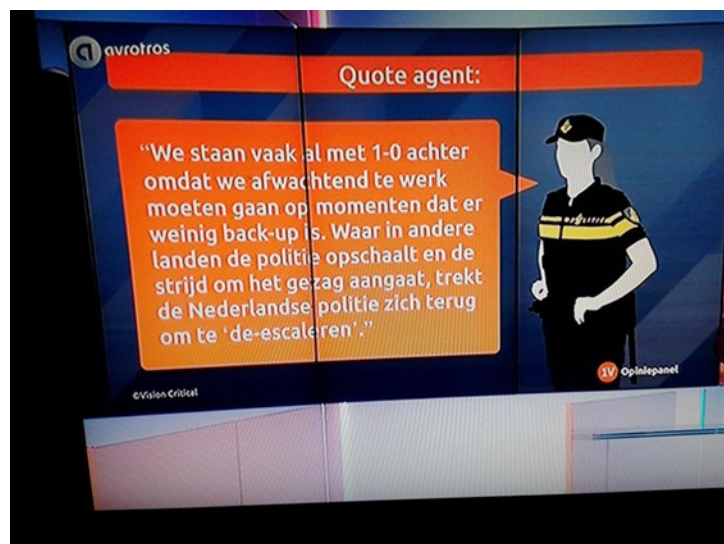 avrotros
Quote agent:
“We staan vaak al met 1-0 achter
omdat we afwachtend te werk
moeten gaan op momenten dat er
weinig back-up is. Waar in andere
landen de politie opschaalt en de
strijd om het gezag aangaat, trekt
de Nederlandse politie zich terug
om te ‘de-escaleren’.”
1V Opiniepanel
©Vision Critical